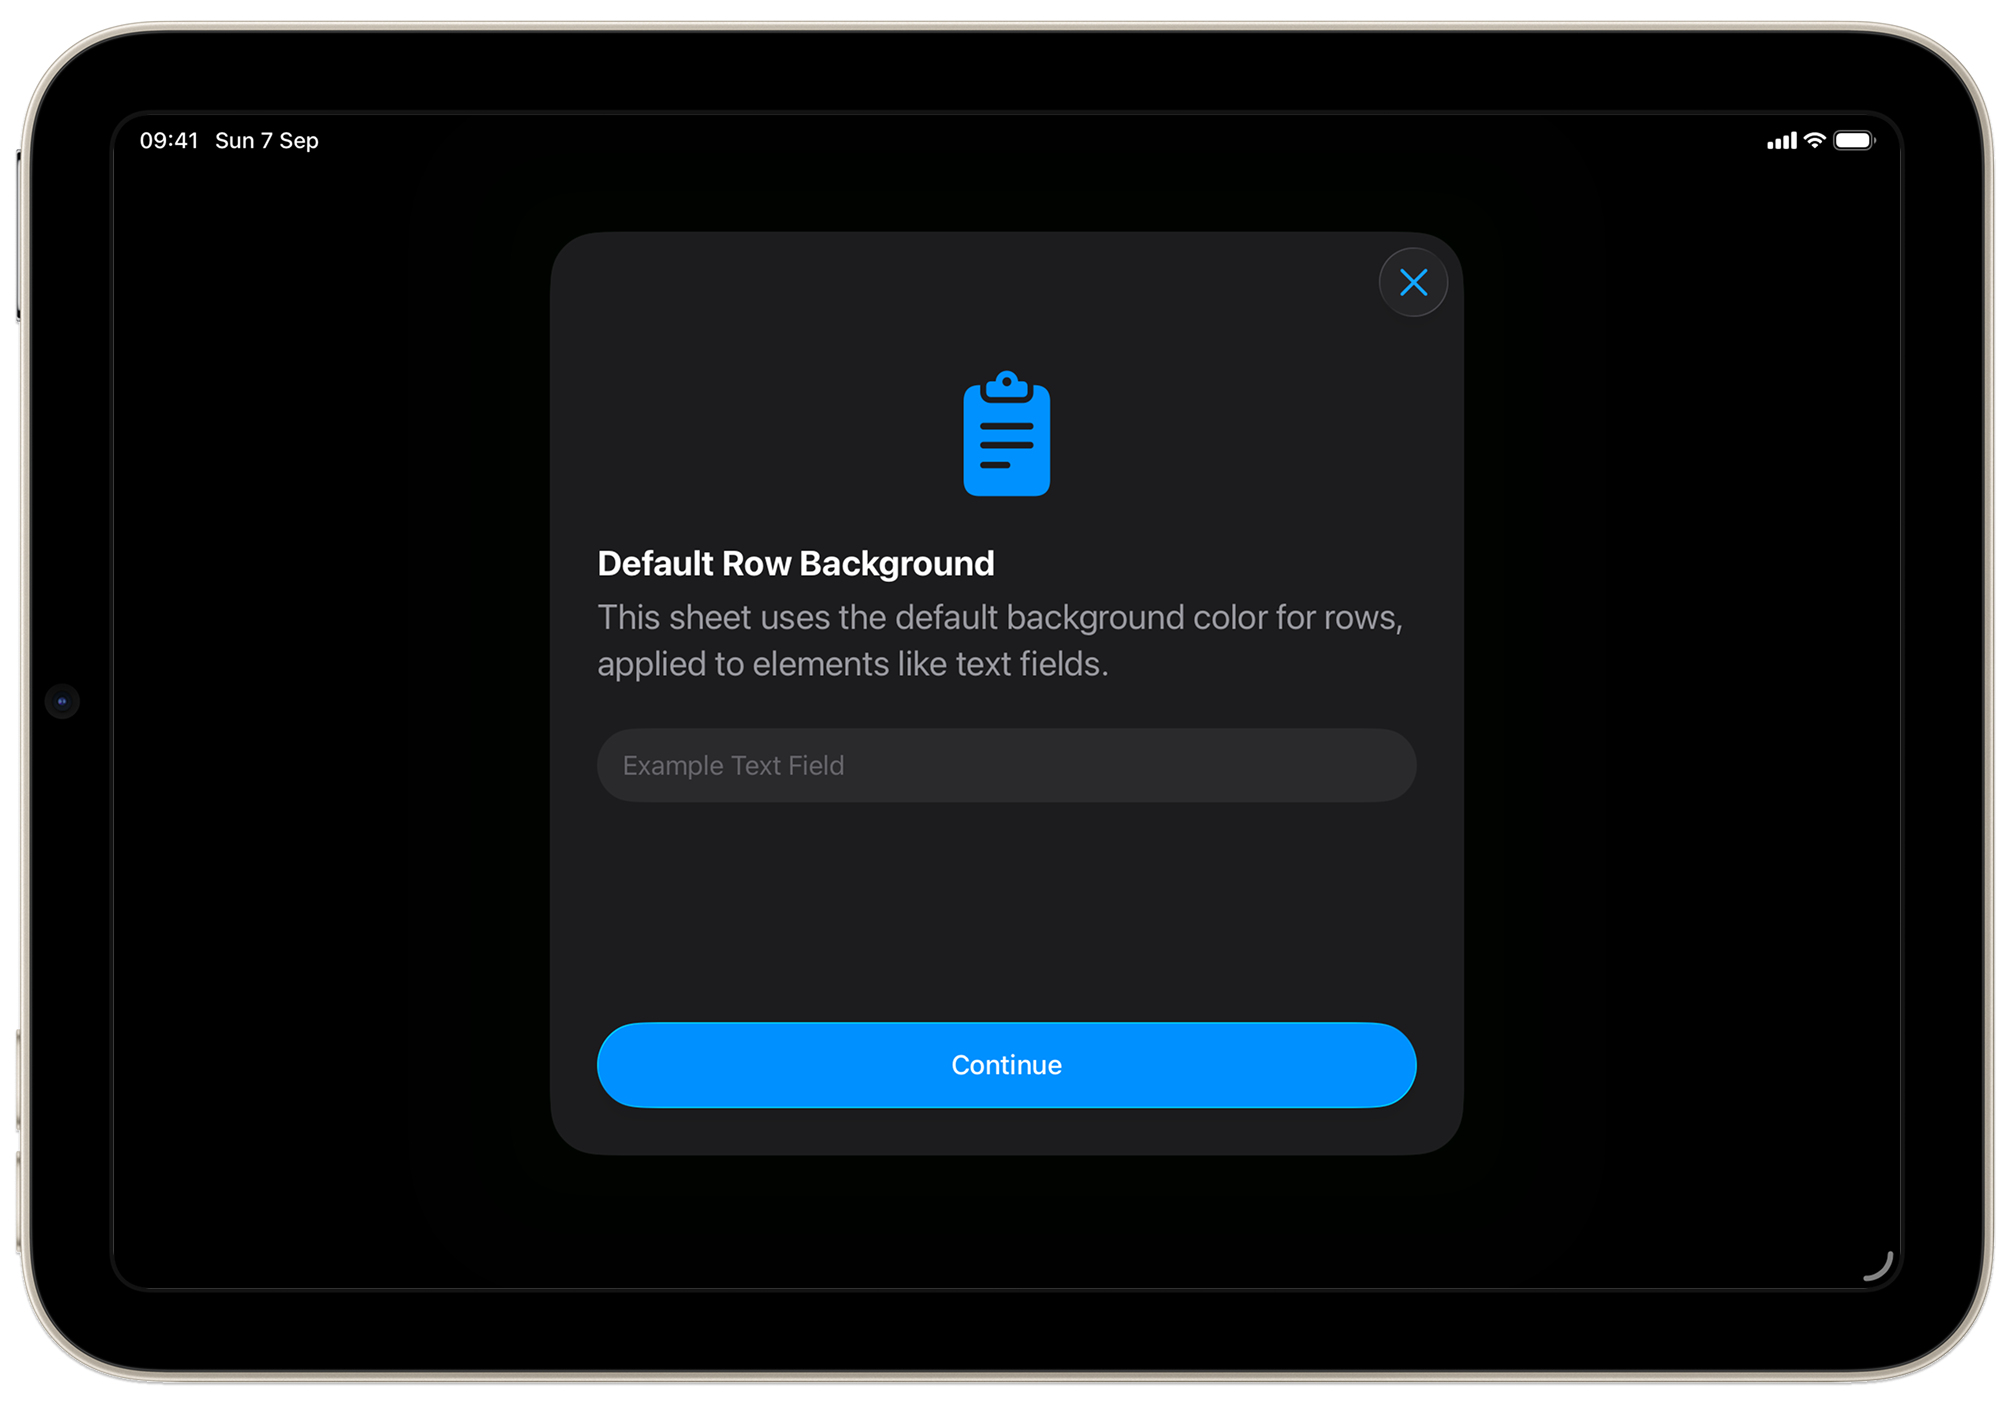 09:41 Sun 7 Sep
Default Row Background
This sheet uses the default background color for rows,
applied to elements like text fields.
Example Text Field
Continue